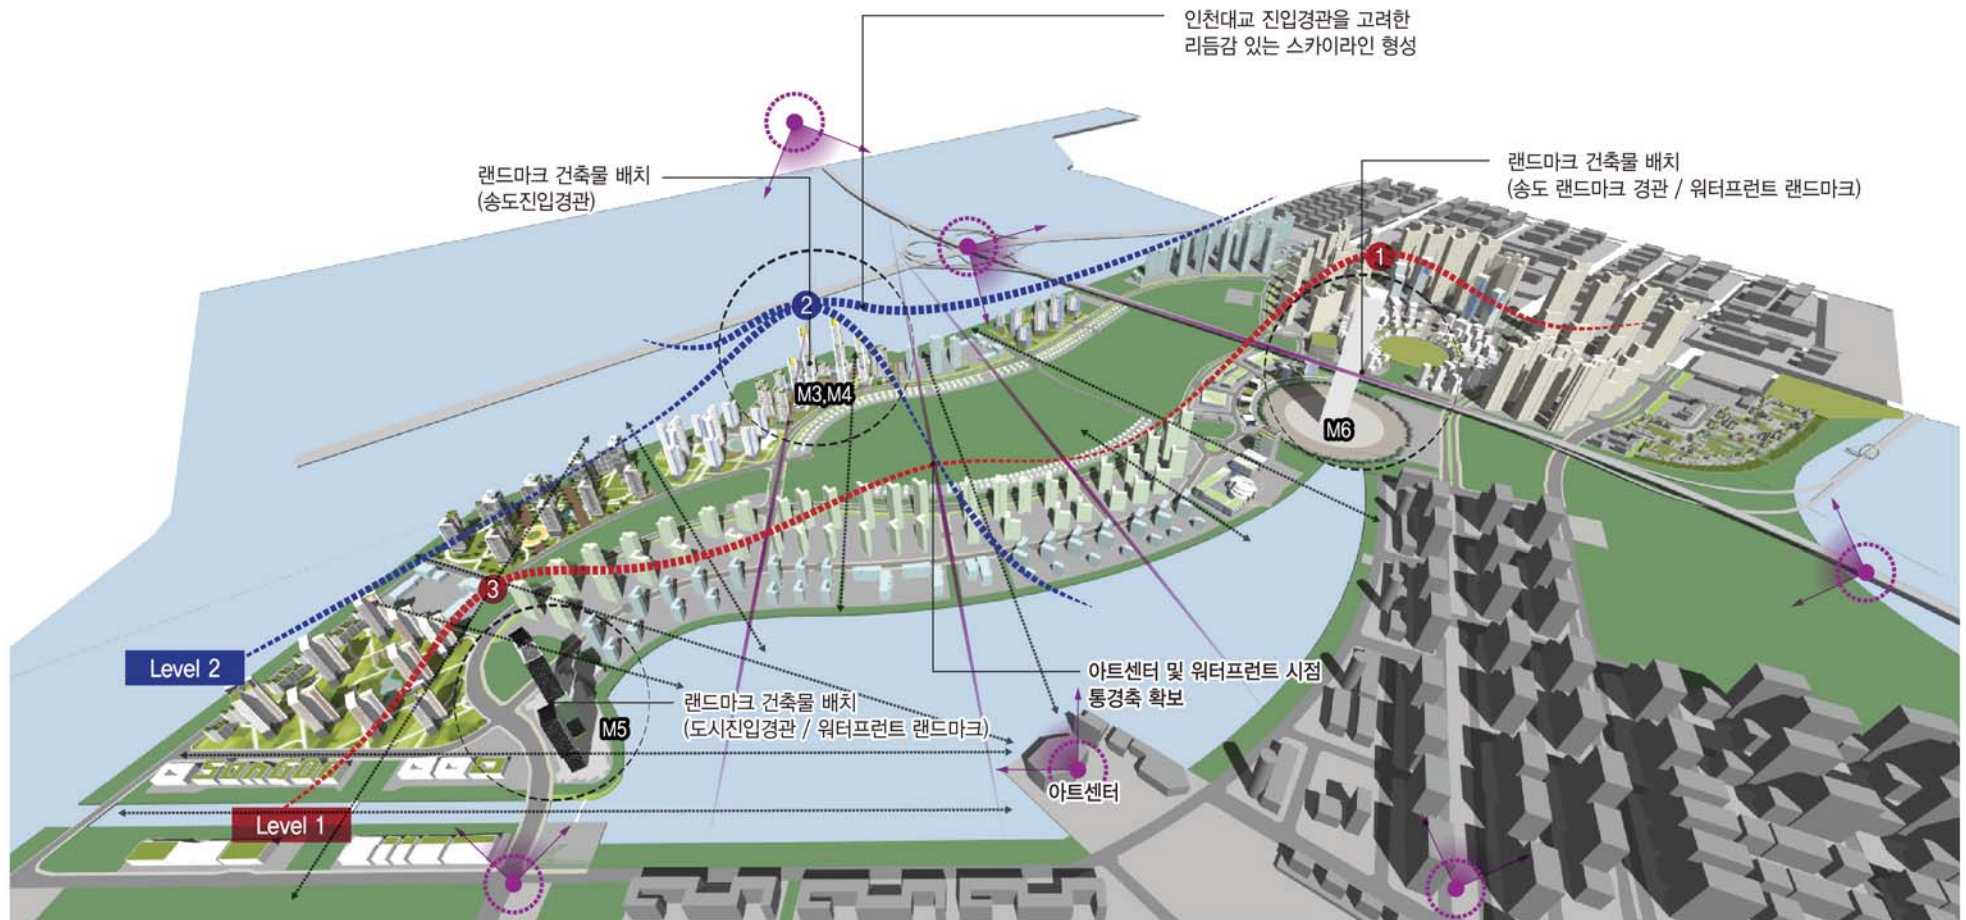 인천대교 진입경관을 고려한
리듬감 있는 스카이라인 형성
랜드마크 건축물 배치
(송도진입경관)
랜드마크 건축물 배치
(송도 랜드마크 경관 / 워터프런트 랜드마크)
1
2
M3,M4
M6
3
Level 2
아트센터 및 워터프런트 시점
통경축 확보
랜드마크 건축물 배치
(도시진입경관 / 워터프런트 랜드마크)
M5
아트센터
Level 1